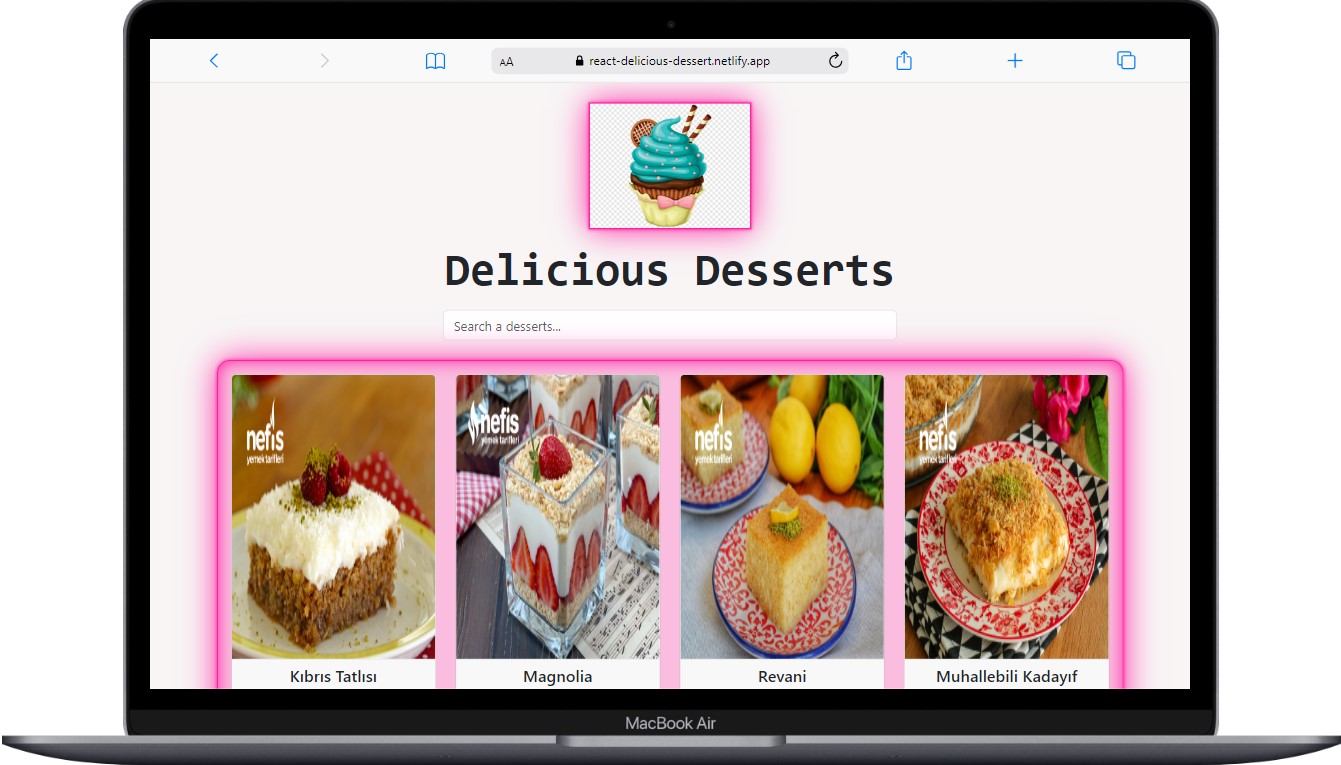 AA react-delicious-dessert.netlify.app
Delicious Desserts
Search a desserts...
nefis
yemek tarifleri
nefis
yemek tarifleri
nefis
yemek tarifleri
nefis
yemek tarifleri
Kıbrıs Tatlısı
Magnolia
Revani
Muhallebili Kadayıf
MacBook Air